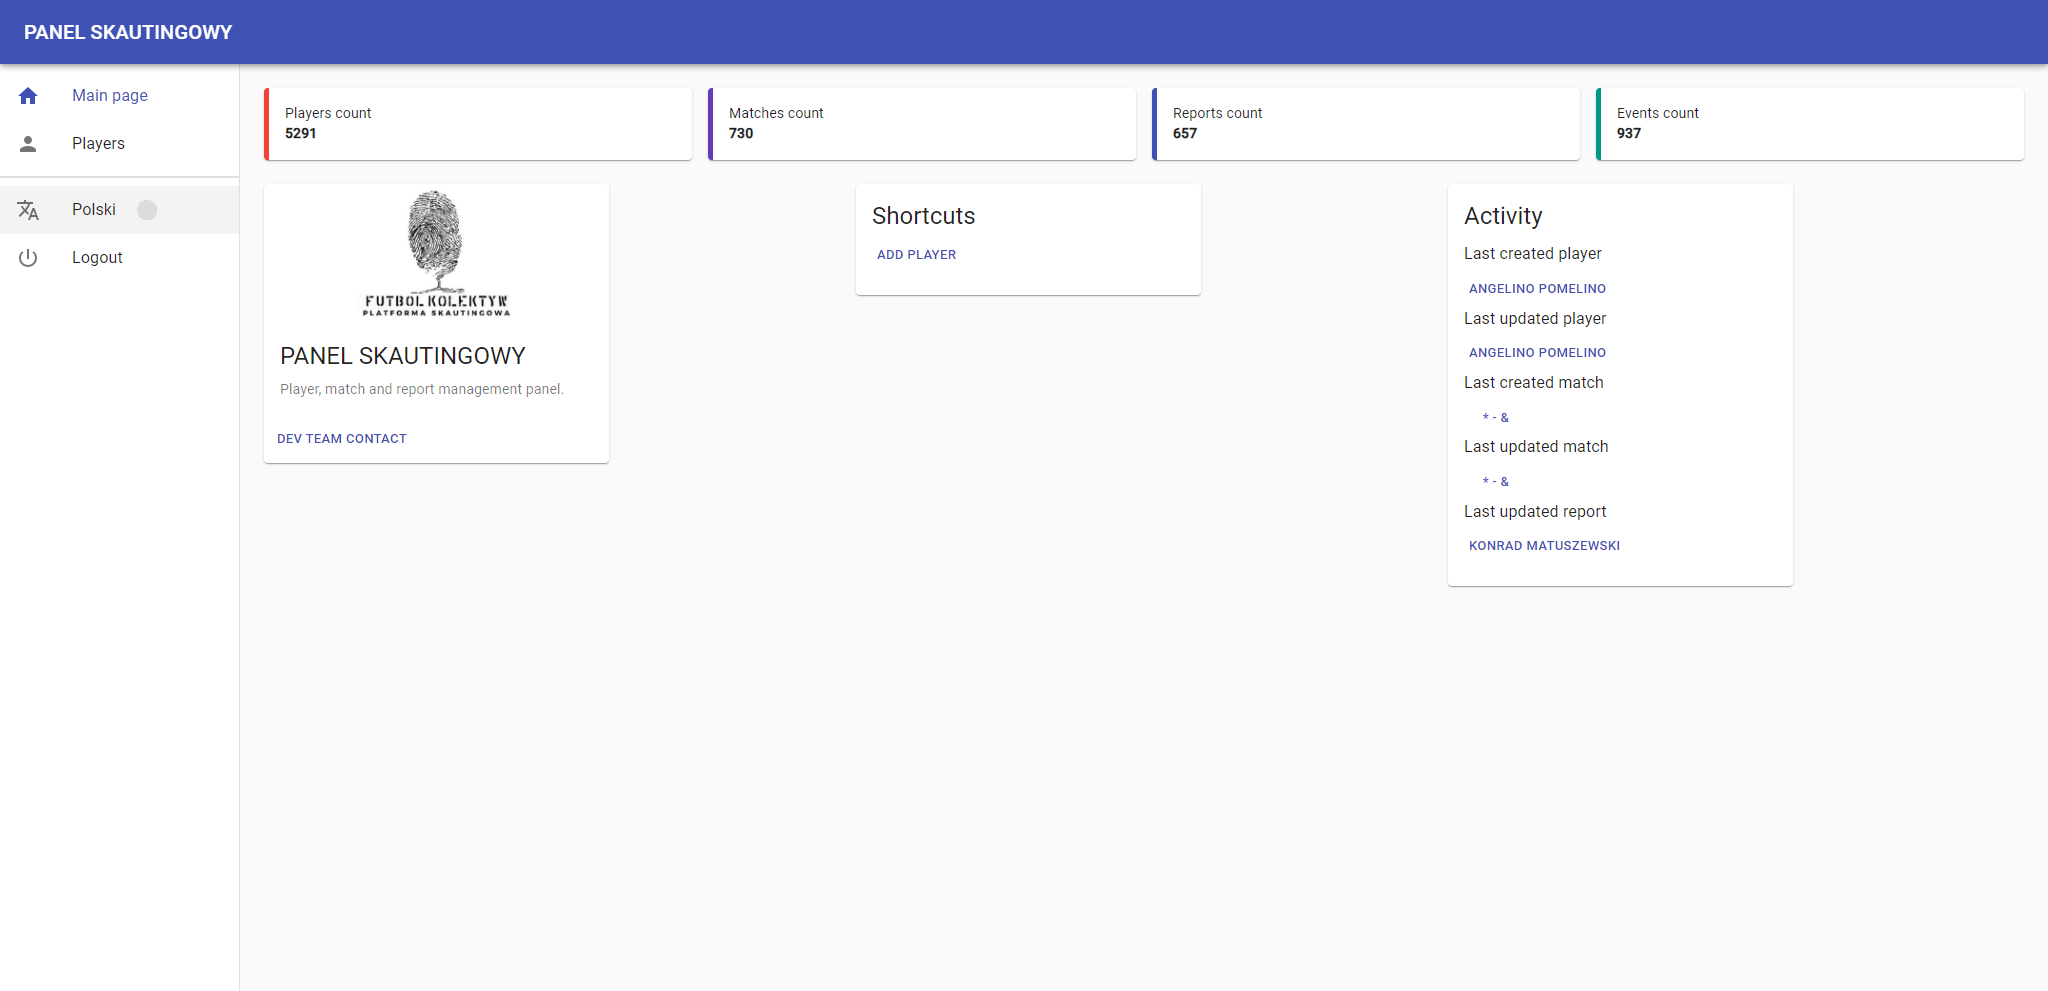 PANEL SKAUTINGOWY
Main page
Players
Polski
Logout
Players count
5291
Matches count
730
Reports count
657
Events count
937
FUTBOL KOLEKTYW
PLATFORMA SKAUTINGOWA
PANEL SKAUTINGOWY
Player, match and report management panel.
DEV TEAM CONTACT
Shortcuts
ADD PLAYER
Activity
Last created player
ANGELINO POMELINO
Last updated player
ANGELINO POMELINO
Last created match
* - &
Last updated match
* - &
Last updated report
KONRAD MATUSZEWSKI